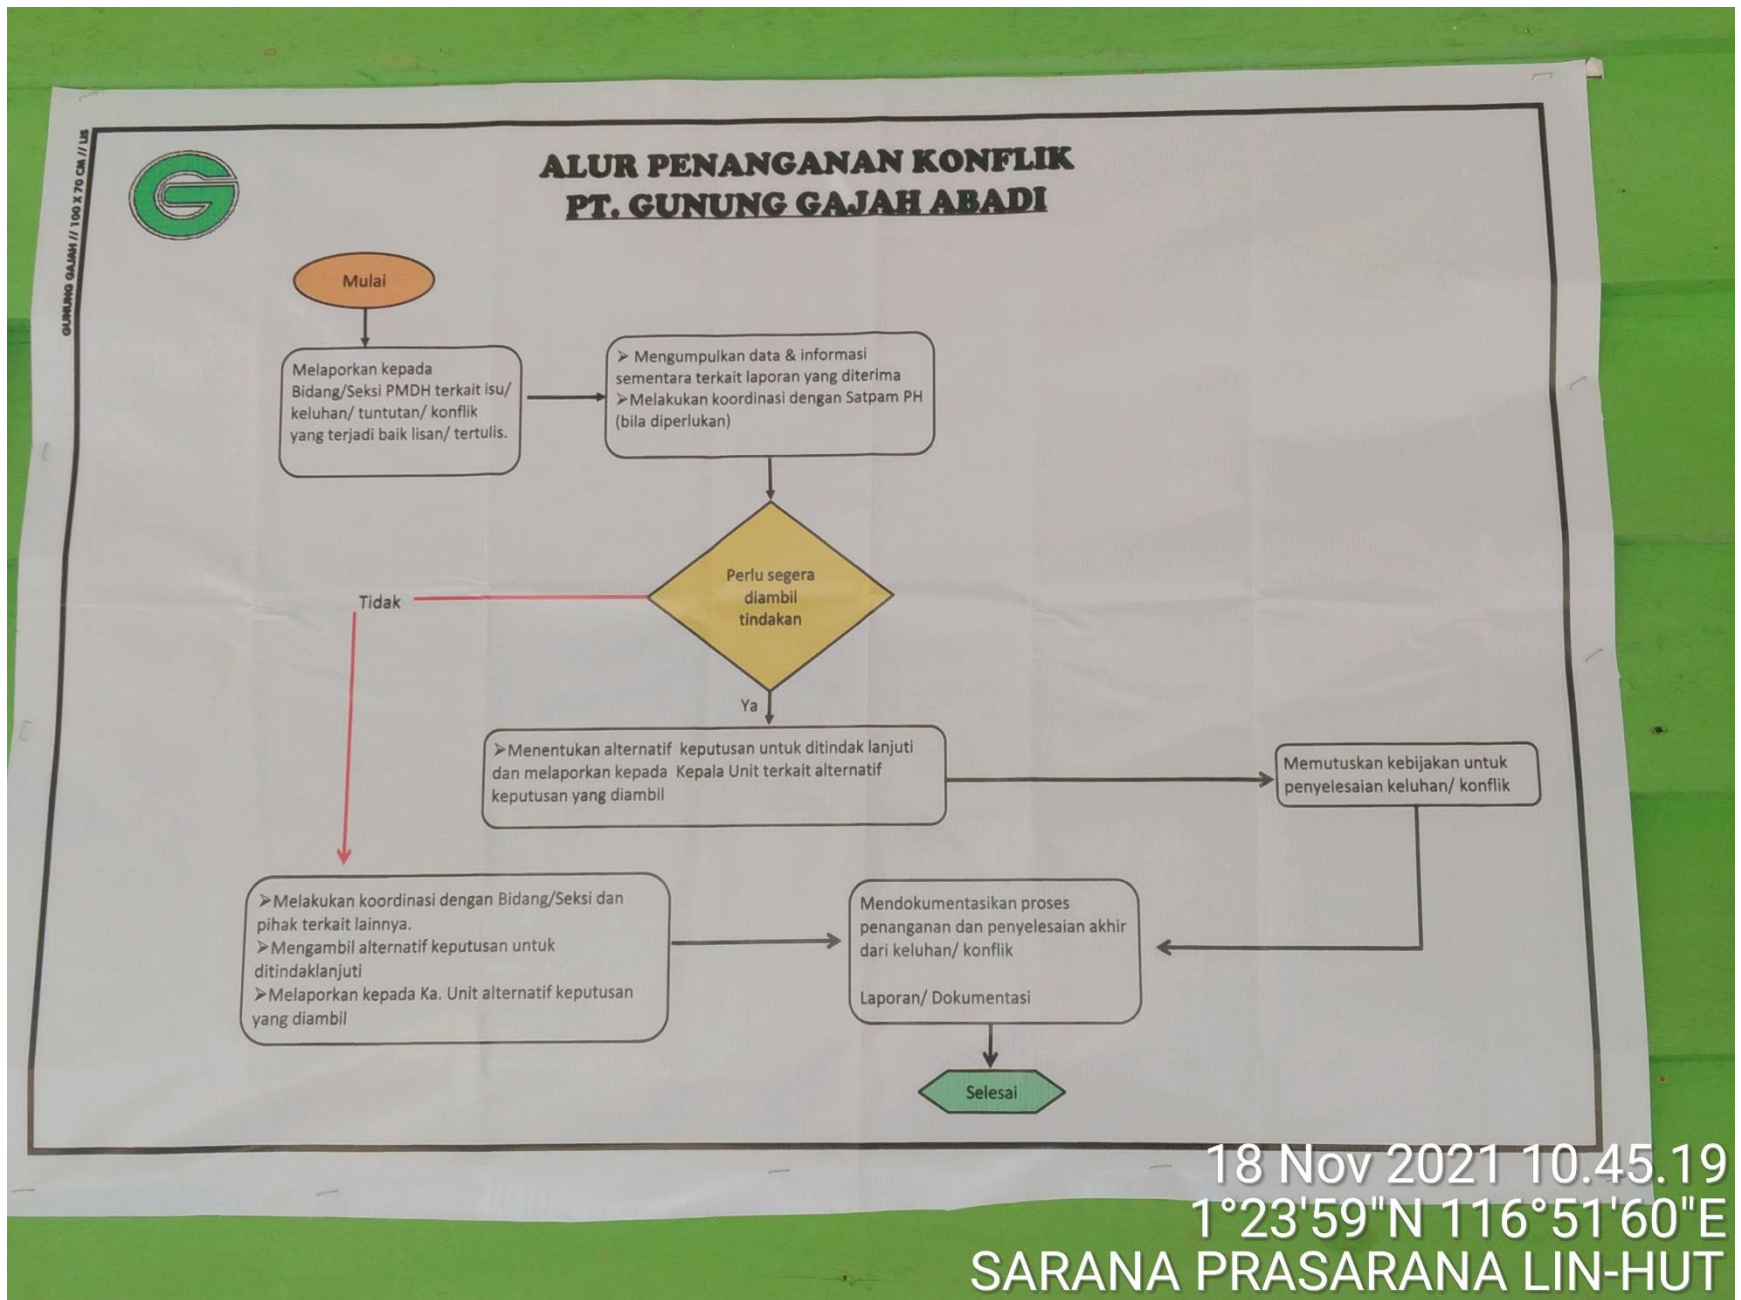 GUNUNG GAJAH // 100 X 70 CM // LIS
ALUR PENANGANAN KONFLIK
PT. GUNUNG GAJAH ABADI
Mulai
Melaporkan kepada
Bidang/Seksi PMDH terkait isu/
keluhan/ tuntutan/ konflik
yang terjadi baik lisan/ tertulis.
➢ Mengumpulkan data & informasi
sementara terkait laporan yang diterima
➢Melakukan koordinasi dengan Satpam PH
(bila diperlukan)
Perlu segera
diambil
tindakan
Tidak
Ya
➢Menentukan alternatif keputusan untuk ditindak lanjuti
dan melaporkan kepada Kepala Unit terkait alternatif
keputusan yang diambil
Memutuskan kebijakan untuk
penyelesaian keluhan/ konflik
➢Melakukan koordinasi dengan Bidang/Seksi dan
pihak terkait lainnya.
➢Mengambil alternatif keputusan untuk
ditindaklanjuti
➢Melaporkan kepada Ka. Unit alternatif keputusan
yang diambil
Mendokumentasikan proses
penanganan dan penyelesaian akhir
dari keluhan/ konflik
Laporan/ Dokumentasi
Selesai
18 Nov 2021 10.45.19
1°23'59"N 116°51'60"E
SARANA PRASARANA LIN-HUT